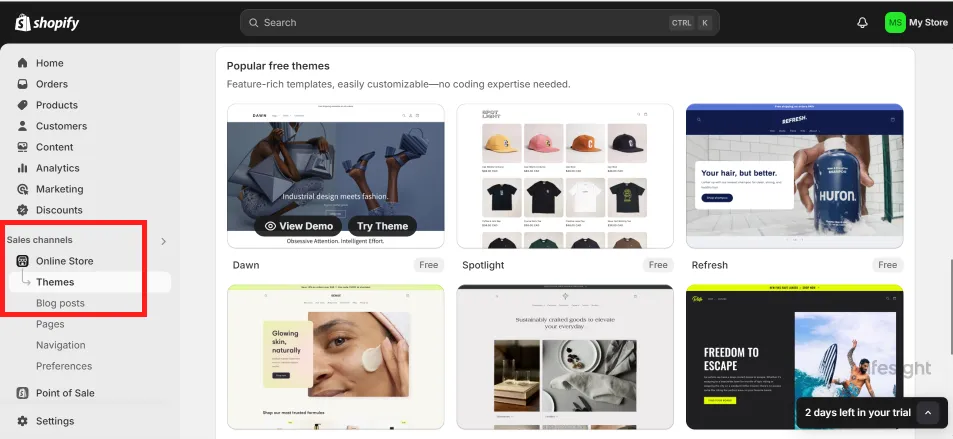 shopify
Search
CTRL K
MS My Store
Home
Orders
Products
Customers
Content
Analytics
Marketing
Discounts
Sales channels
Online Store
Themes
Blog posts
Pages
Navigation
Preferences
Point of Sale
Settings
Popular free themes
Feature-rich templates, easily customizable—no coding expertise needed.
DAWN
Industrial design meets fashion.
View Demo
Try Theme
Obsessive Attention. Intelligent Effort.
SPOT
LIGHT
REFRESH.
Your hair, but better.
huron.
Dawn
Free
Spotlight
Free
Refresh
Free
Glowing
skin,
naturally
Shop our most trusted formulas
Sustainably crafted goods to elevate
your everyday
FREEDOM TO
ESCAPE
2 days left in your trial